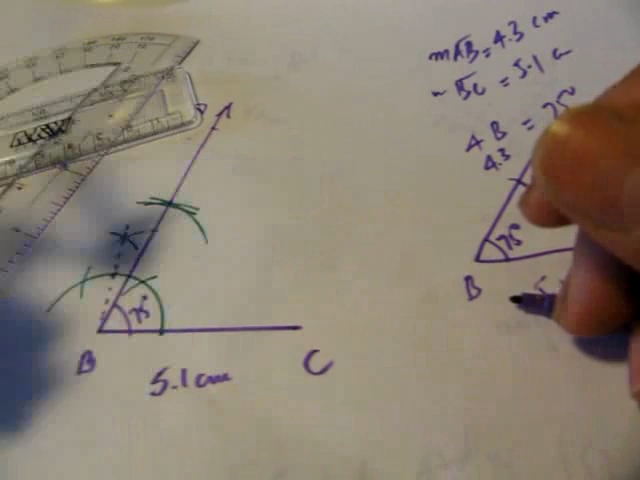 mAB = 4.3 cm
m BC = 5.1 c
∡ B = 75°
4.3
75°
B
75°
B
5.1 cm
C